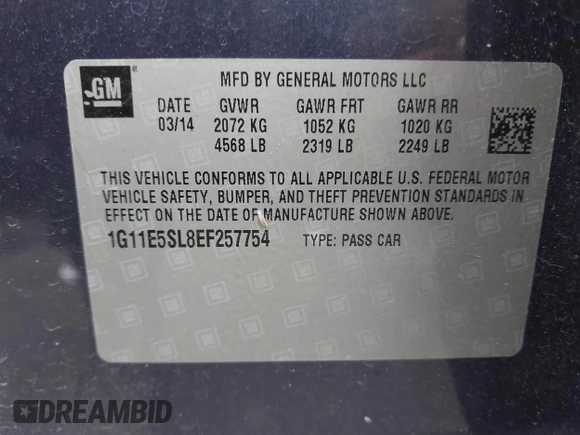 GM
MFD BY GENERAL MOTORS LLC
DATE GVWR GAWR FRT GAWR RR
03/14 2072 KG 1052 KG 1020 KG
4568 LB 2319 LB 2249 LB
THIS VEHICLE CONFORMS TO ALL APPLICABLE U.S. FEDERAL MOTOR
VEHICLE SAFETY, BUMPER, AND THEFT PREVENTION STANDARDS IN
EFFECT ON THE DATE OF MANUFACTURE SHOWN ABOVE.
1G11E5SL8EF257754 TYPE: PASS CAR
DREAMBID